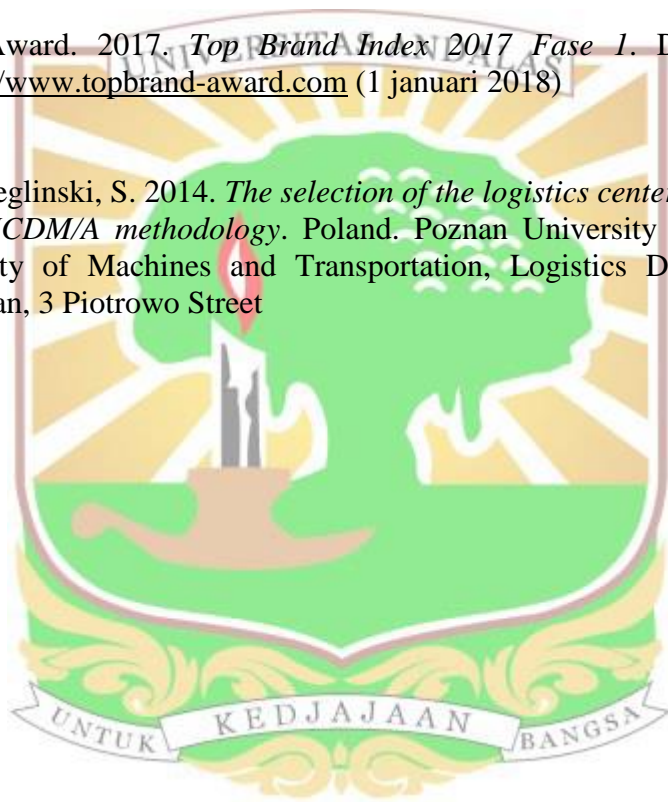 Award. 2017. Top Brand Index 2017 Fase 1. D
UNIVERSITAS ANDALAS
/www.topbrand-award.com (1 januari 2018)
eglinski, S. 2014. The selection of the logistics center
CDM/A methodology. Poland. Poznan University
ty of Machines and Transportation, Logistics D
an, 3 Piotrowo Street
UNTUK KEDJAJAAN BANGSA